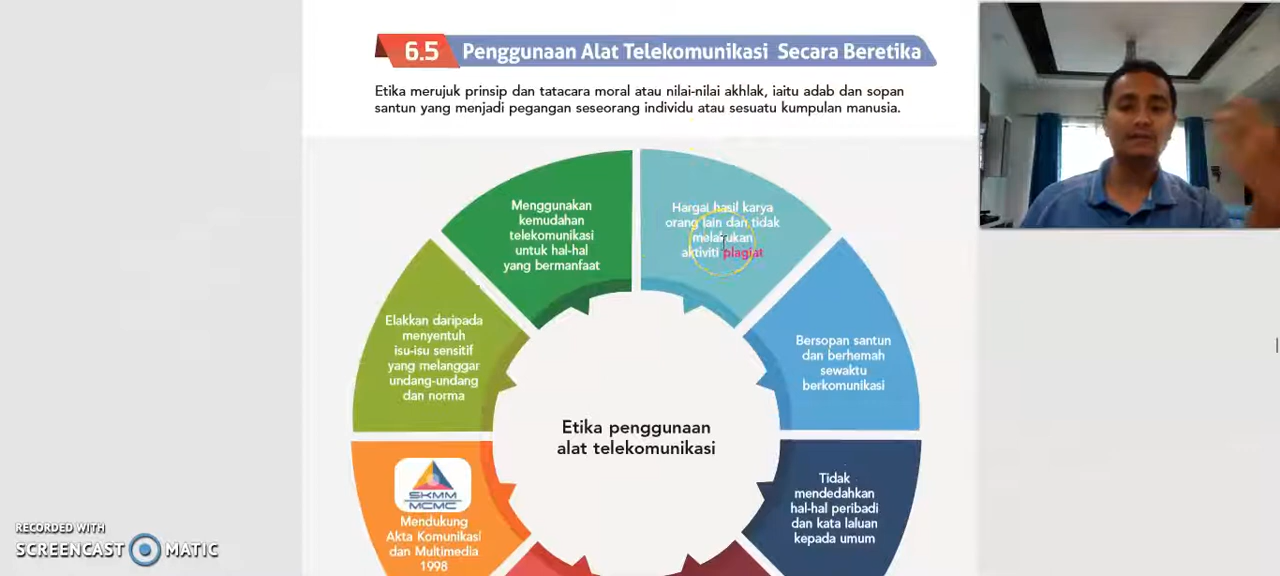 6.5 Penggunaan Alat Telekomunikasi Secara Beretika
Etika merujuk prinsip dan tatacara moral atau nilai-nilai akhlak, iaitu adab dan sopan
santun yang menjadi pegangan seseorang individu atau sesuatu kumpulan manusia.
Menggunakan
kemudahan
telekomunikasi
untuk hal-hal
yang bermanfaat
Hargai hasil karya
orang lain dan tidak
melakukan
aktiviti plagiat
Elakkan daripada
menyentuh
isu-isu sensitif
yang melanggar
undang-undang
dan norma
Bersopan santun
dan berhemah
sewaktu
berkomunikasi
Etika penggunaan
alat telekomunikasi
SKMM
MCMC
Mendukung
Akta Komunikasi
dan Multimedia
1998
Tidak
mendedahkan
hal-hal peribadi
dan kata laluan
kepada umum
RECORDED WITH
SCREENCAST MATIC